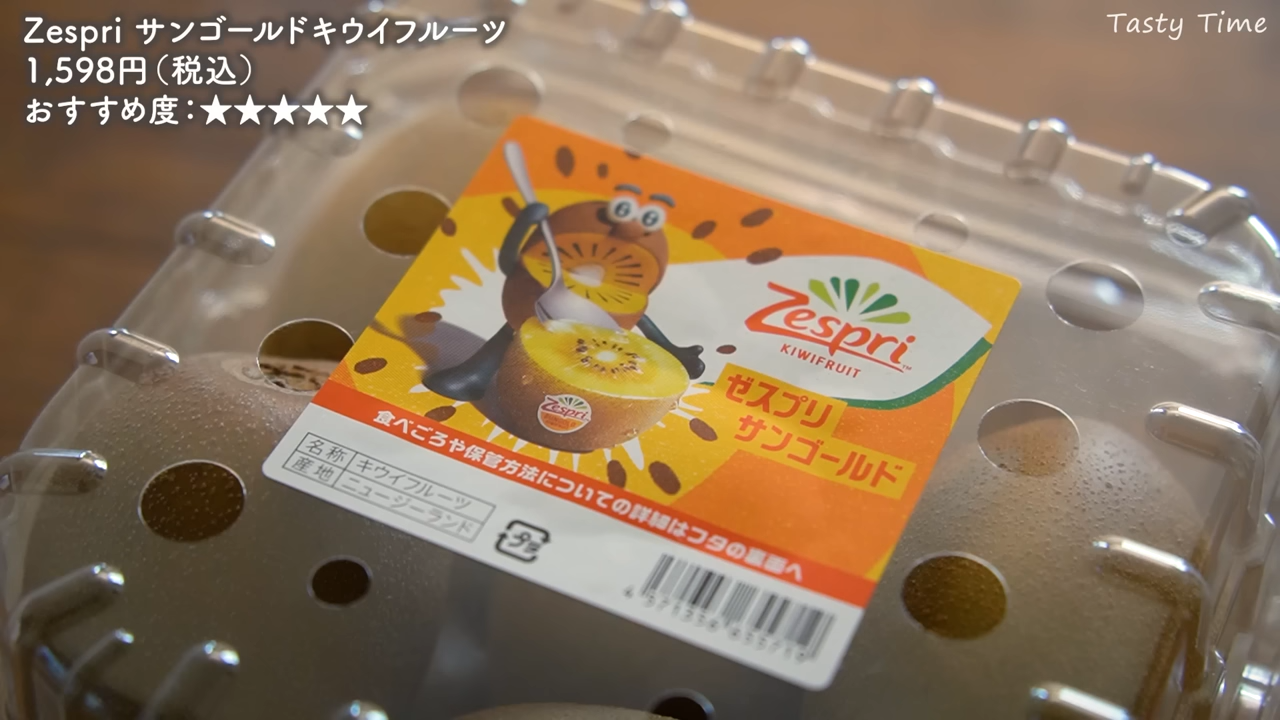 Zespri サンゴールドキウイフルーツ
1,598円(税込)
おすすめ度:★★★★★
Tasty Time
Zespri™
KIWIFRUIT
ゼスプリ
サンゴールド
Zespri
食べごろや保管方法についての詳細はフタの裏面へ
名称 キウイフルーツ
産地 ニュージーランド